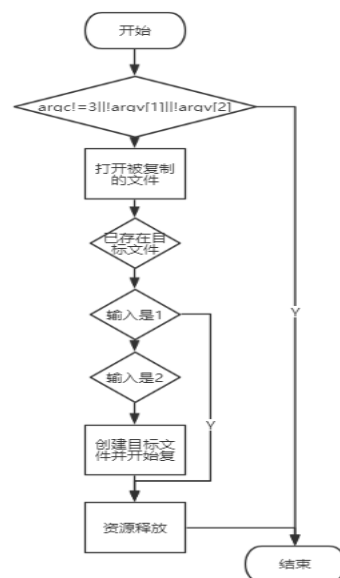 开始
argc!=3||!argv[1]||!argv[2]
打开被复制
的文件
已存在目
标文件
输入是1
输入是2
Y
Y
创建目标文
件并开始复
资源释放
结束